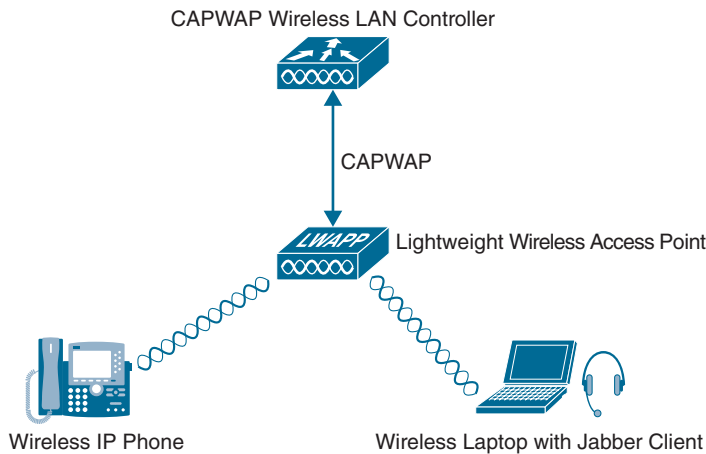 CAPWAP Wireless LAN Controller
CAPWAP
LWAPP
Lightweight Wireless Access Point
Wireless IP Phone
Wireless Laptop with Jabber Client